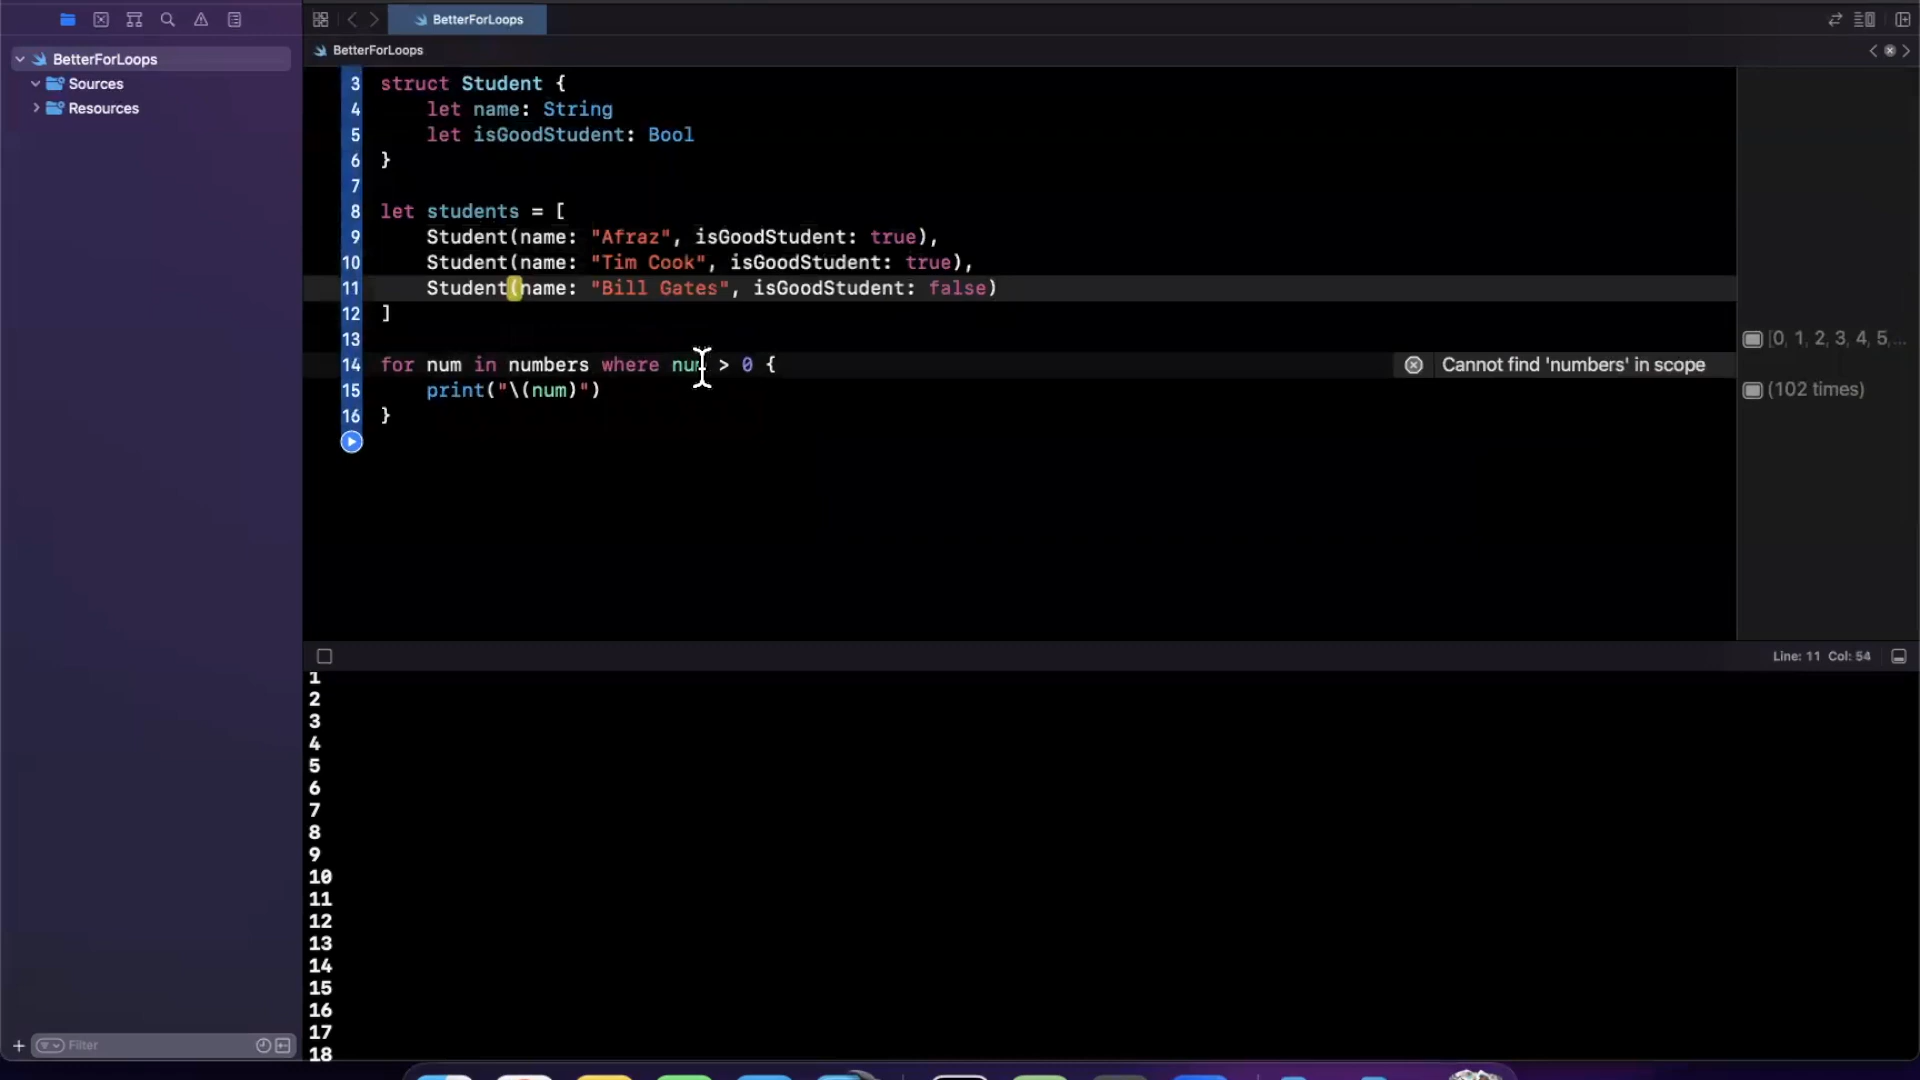 BetterForLoops
BetterForLoops
BetterForLoops
Sources
Resources
3 struct Student {
4 let name: String
5 let isGoodStudent: Bool
6 }
7
8 let students = [
9 Student(name: "Afraz", isGoodStudent: true),
10 Student(name: "Tim Cook", isGoodStudent: true),
11 Student(name: "Bill Gates", isGoodStudent: false)
12 ]
13
[0, 1, 2, 3, 4, 5,...
14 for num in numbers where num > 0 {
Cannot find 'numbers' in scope
15 print("\(num)")
(102 times)
16 }
Line: 11 Col: 54
1
2
3
4
5
6
7
8
9
10
11
12
13
14
15
16
17
18
Filter